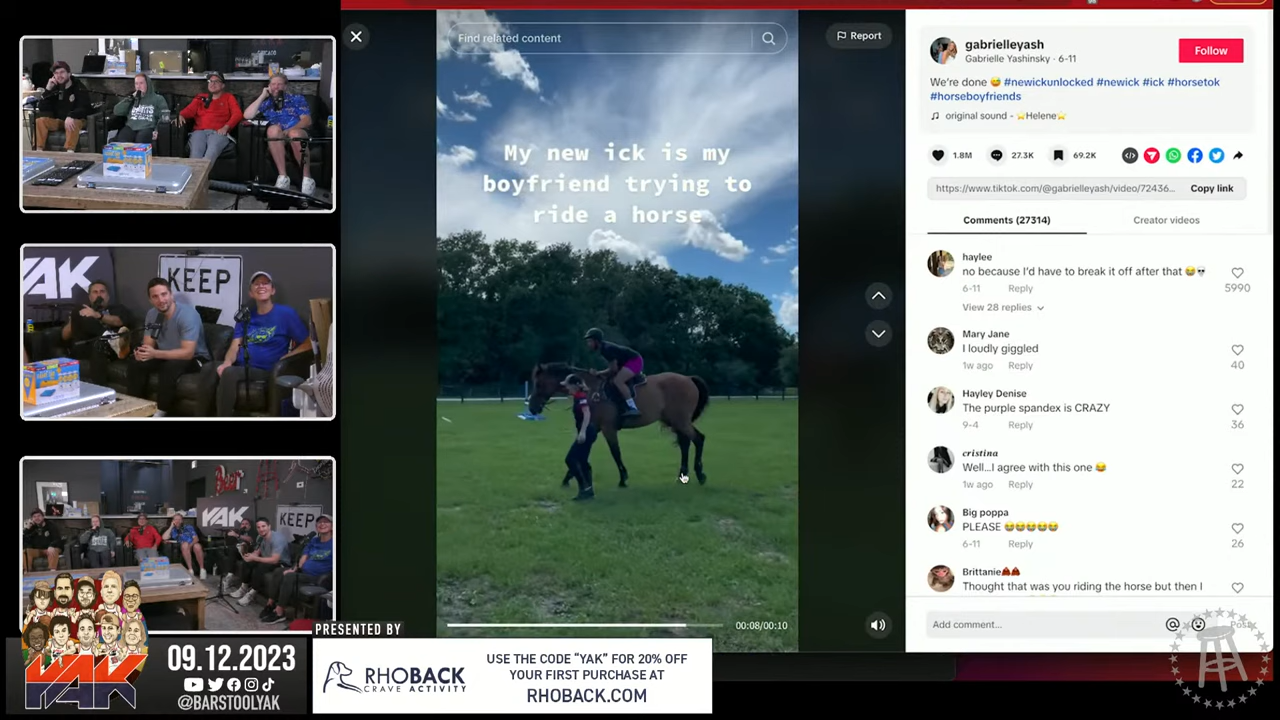 YAK
KEEP
YAK
KEEP
YAK
09.12.2023
@BARSTOOLYAK
PRESENTED BY
RHOBACK
CRAVE ACTIVITY
USE THE CODE “YAK” FOR 20% OFF
YOUR FIRST PURCHASE AT
RHOBACK.COM
Find related content
Report
My new ick is my
boyfriend trying to
ride a horse
00:08/00:10
gabrielleyash
Gabrielle Yashinsky · 6-11
Follow
We're done 😅 #newickunlocked #newick #ick #horsetok
#horseboyfriends
original sound - ⭐Helene⭐
1.8M
27.3K
69.2K
https://www.tiktok.com/@gabrielleyash/video/72436...
Copy link
Comments (27314)
Creator videos
haylee
no because I'd have to break it off after that 😂💀
6-11 Reply
5990
View 28 replies
Mary Jane
I loudly giggled
1w ago Reply
40
Hayley Denise
The purple spandex is CRAZY
9-4 Reply
36
cristina
Well...I agree with this one 😂
1w ago Reply
22
Big poppa
PLEASE 😂😂😂😂😂
6-11 Reply
26
Brittanie
Thought that was you riding the horse but then I
Add comment...